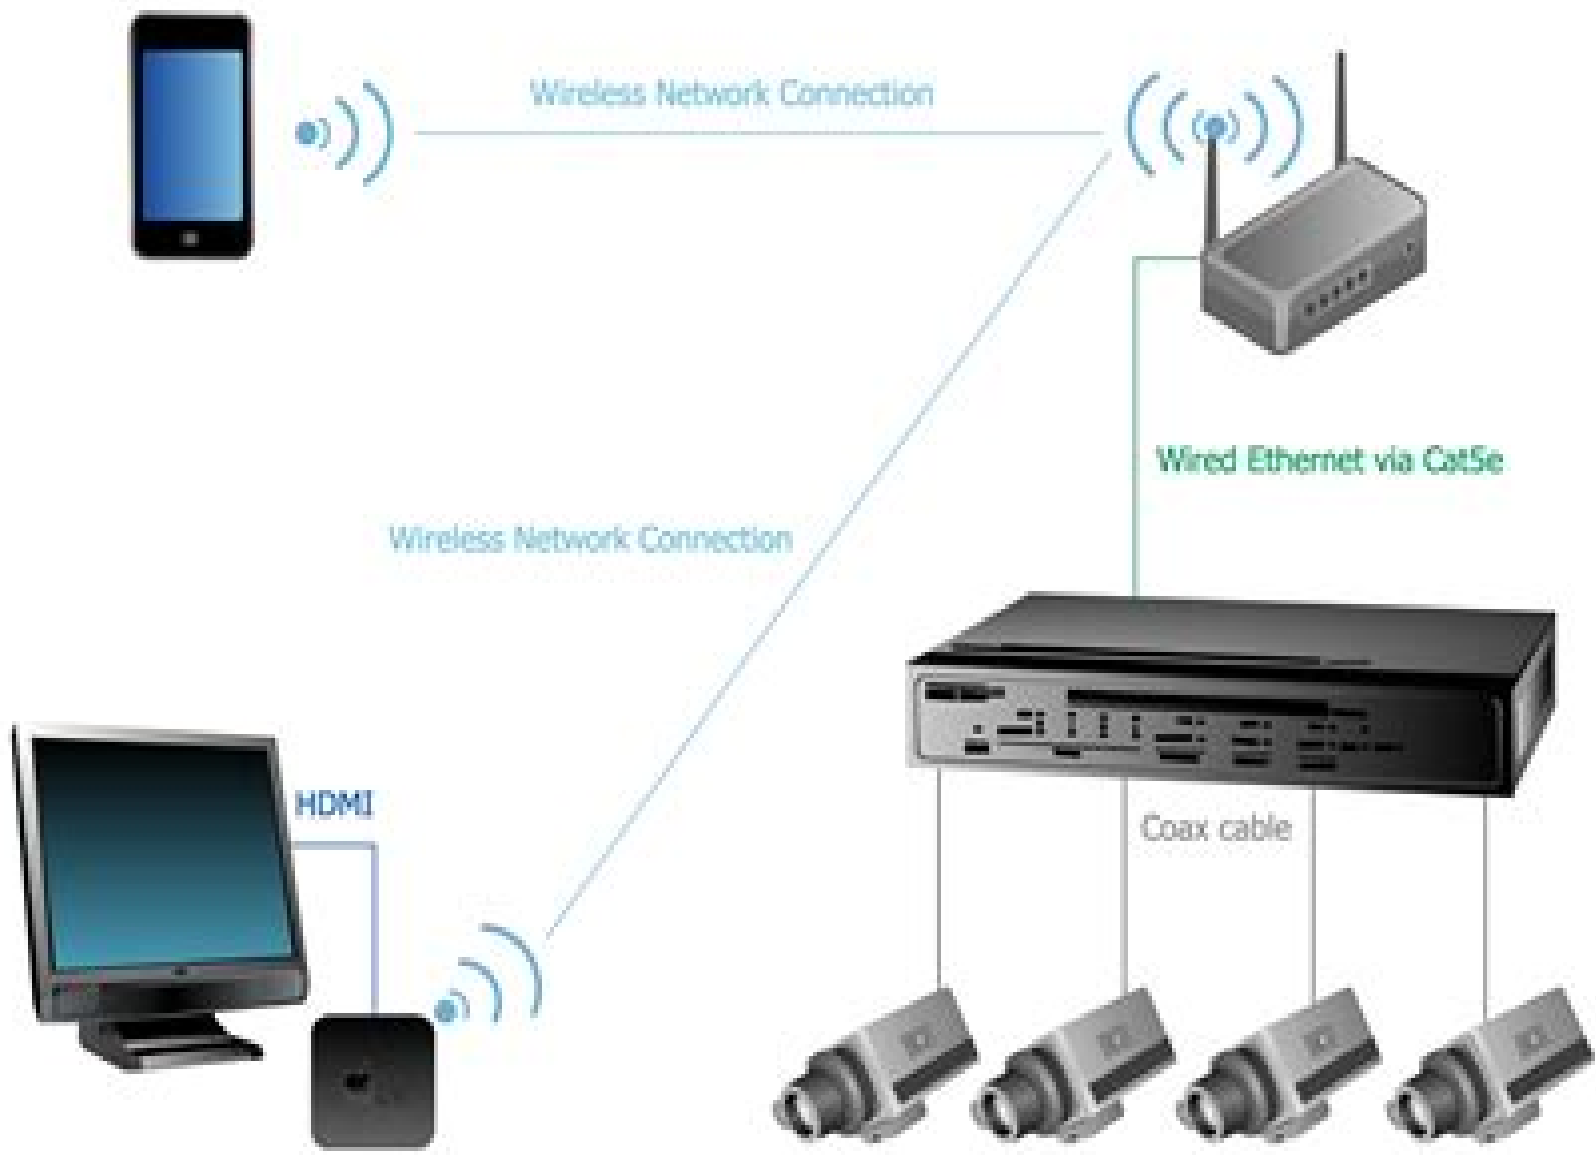 Wireless Network Connection
Wired Ethernet via Cat5e
Wireless Network Connection
HDMI
Coax cable